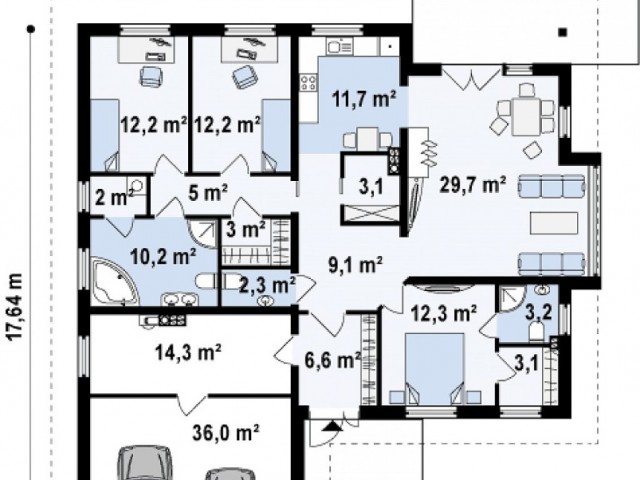 12,2 m²
12,2 m²
11,7 m²
2 m²
5 m²
3,1
29,7 m²
3 m²
10,2 m²
9,1 m²
2,3 m²
17,64 m
12,3 m²
3,2
14,3 m²
6,6 m²
3,1
36,0 m²